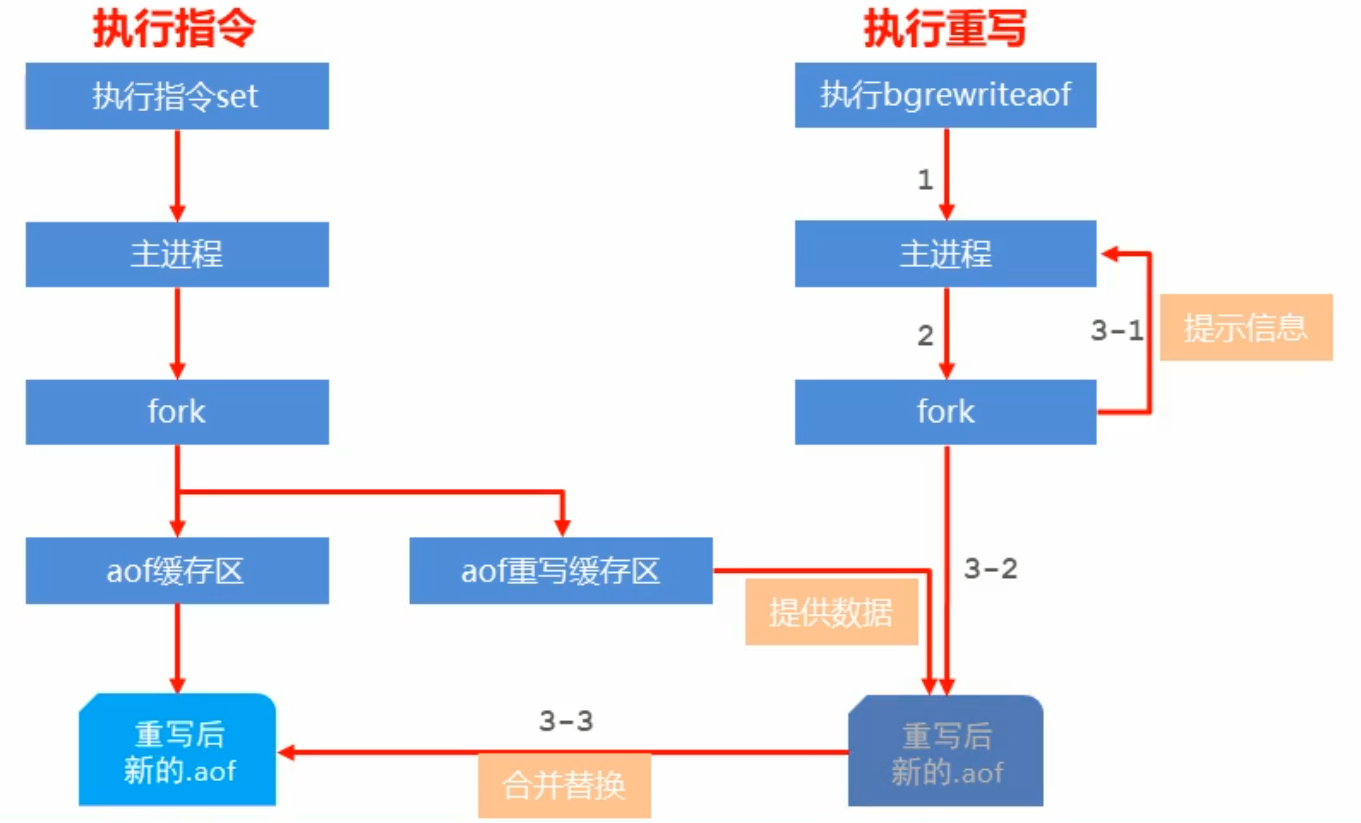 执行指令
执行指令set
主进程
fork
aof缓存区
aof重写缓存区
重写后
新的.aof
执行重写
执行bgrewriteaof
1
主进程
2
3-1
提示信息
fork
3-2
提供数据
重写后
新的.aof
3-3
合并替换